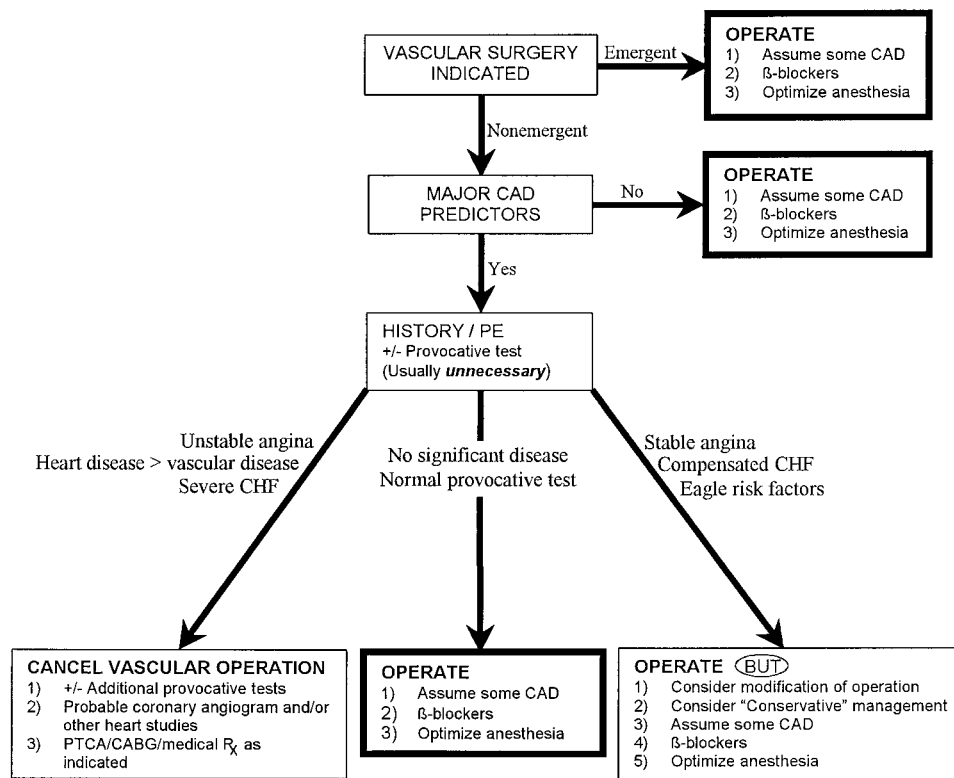 VASCULAR SURGERY
INDICATED
Emergent
OPERATE
1) Assume some CAD
2) ß-blockers
3) Optimize anesthesia
Nonemergent
MAJOR CAD
PREDICTORS
No
OPERATE
1) Assume some CAD
2) ß-blockers
3) Optimize anesthesia
Yes
HISTORY / PE
+/- Provocative test
(Usually unnecessary)
Unstable angina
Heart disease > vascular disease
Severe CHF
No significant disease
Normal provocative test
Stable angina
Compensated CHF
Eagle risk factors
CANCEL VASCULAR OPERATION
1) +/- Additional provocative tests
2) Probable coronary angiogram and/or
other heart studies
3) PTCA/CABG/medical Rx as
indicated
OPERATE
1) Assume some CAD
2) ß-blockers
3) Optimize anesthesia
OPERATE BUT
1) Consider modification of operation
2) Consider "Conservative" management
3) Assume some CAD
4) ß-blockers
5) Optimize anesthesia